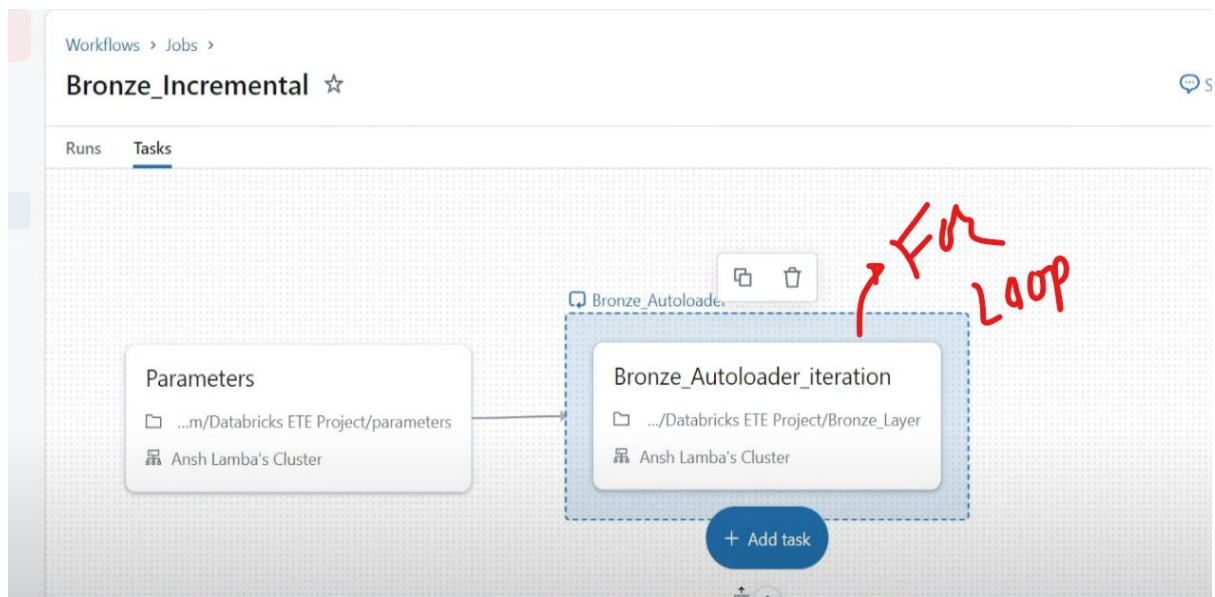 Workflows > Jobs >
Bronze_Incremental
S
Runs Tasks
For
Loop
Bronze_Autoloader
Parameters
...m/Databricks ETE Project/parameters
Ansh Lamba's Cluster
Bronze_Autoloader_iteration
.../Databricks ETE Project/Bronze_Layer
Ansh Lamba's Cluster
+ Add task